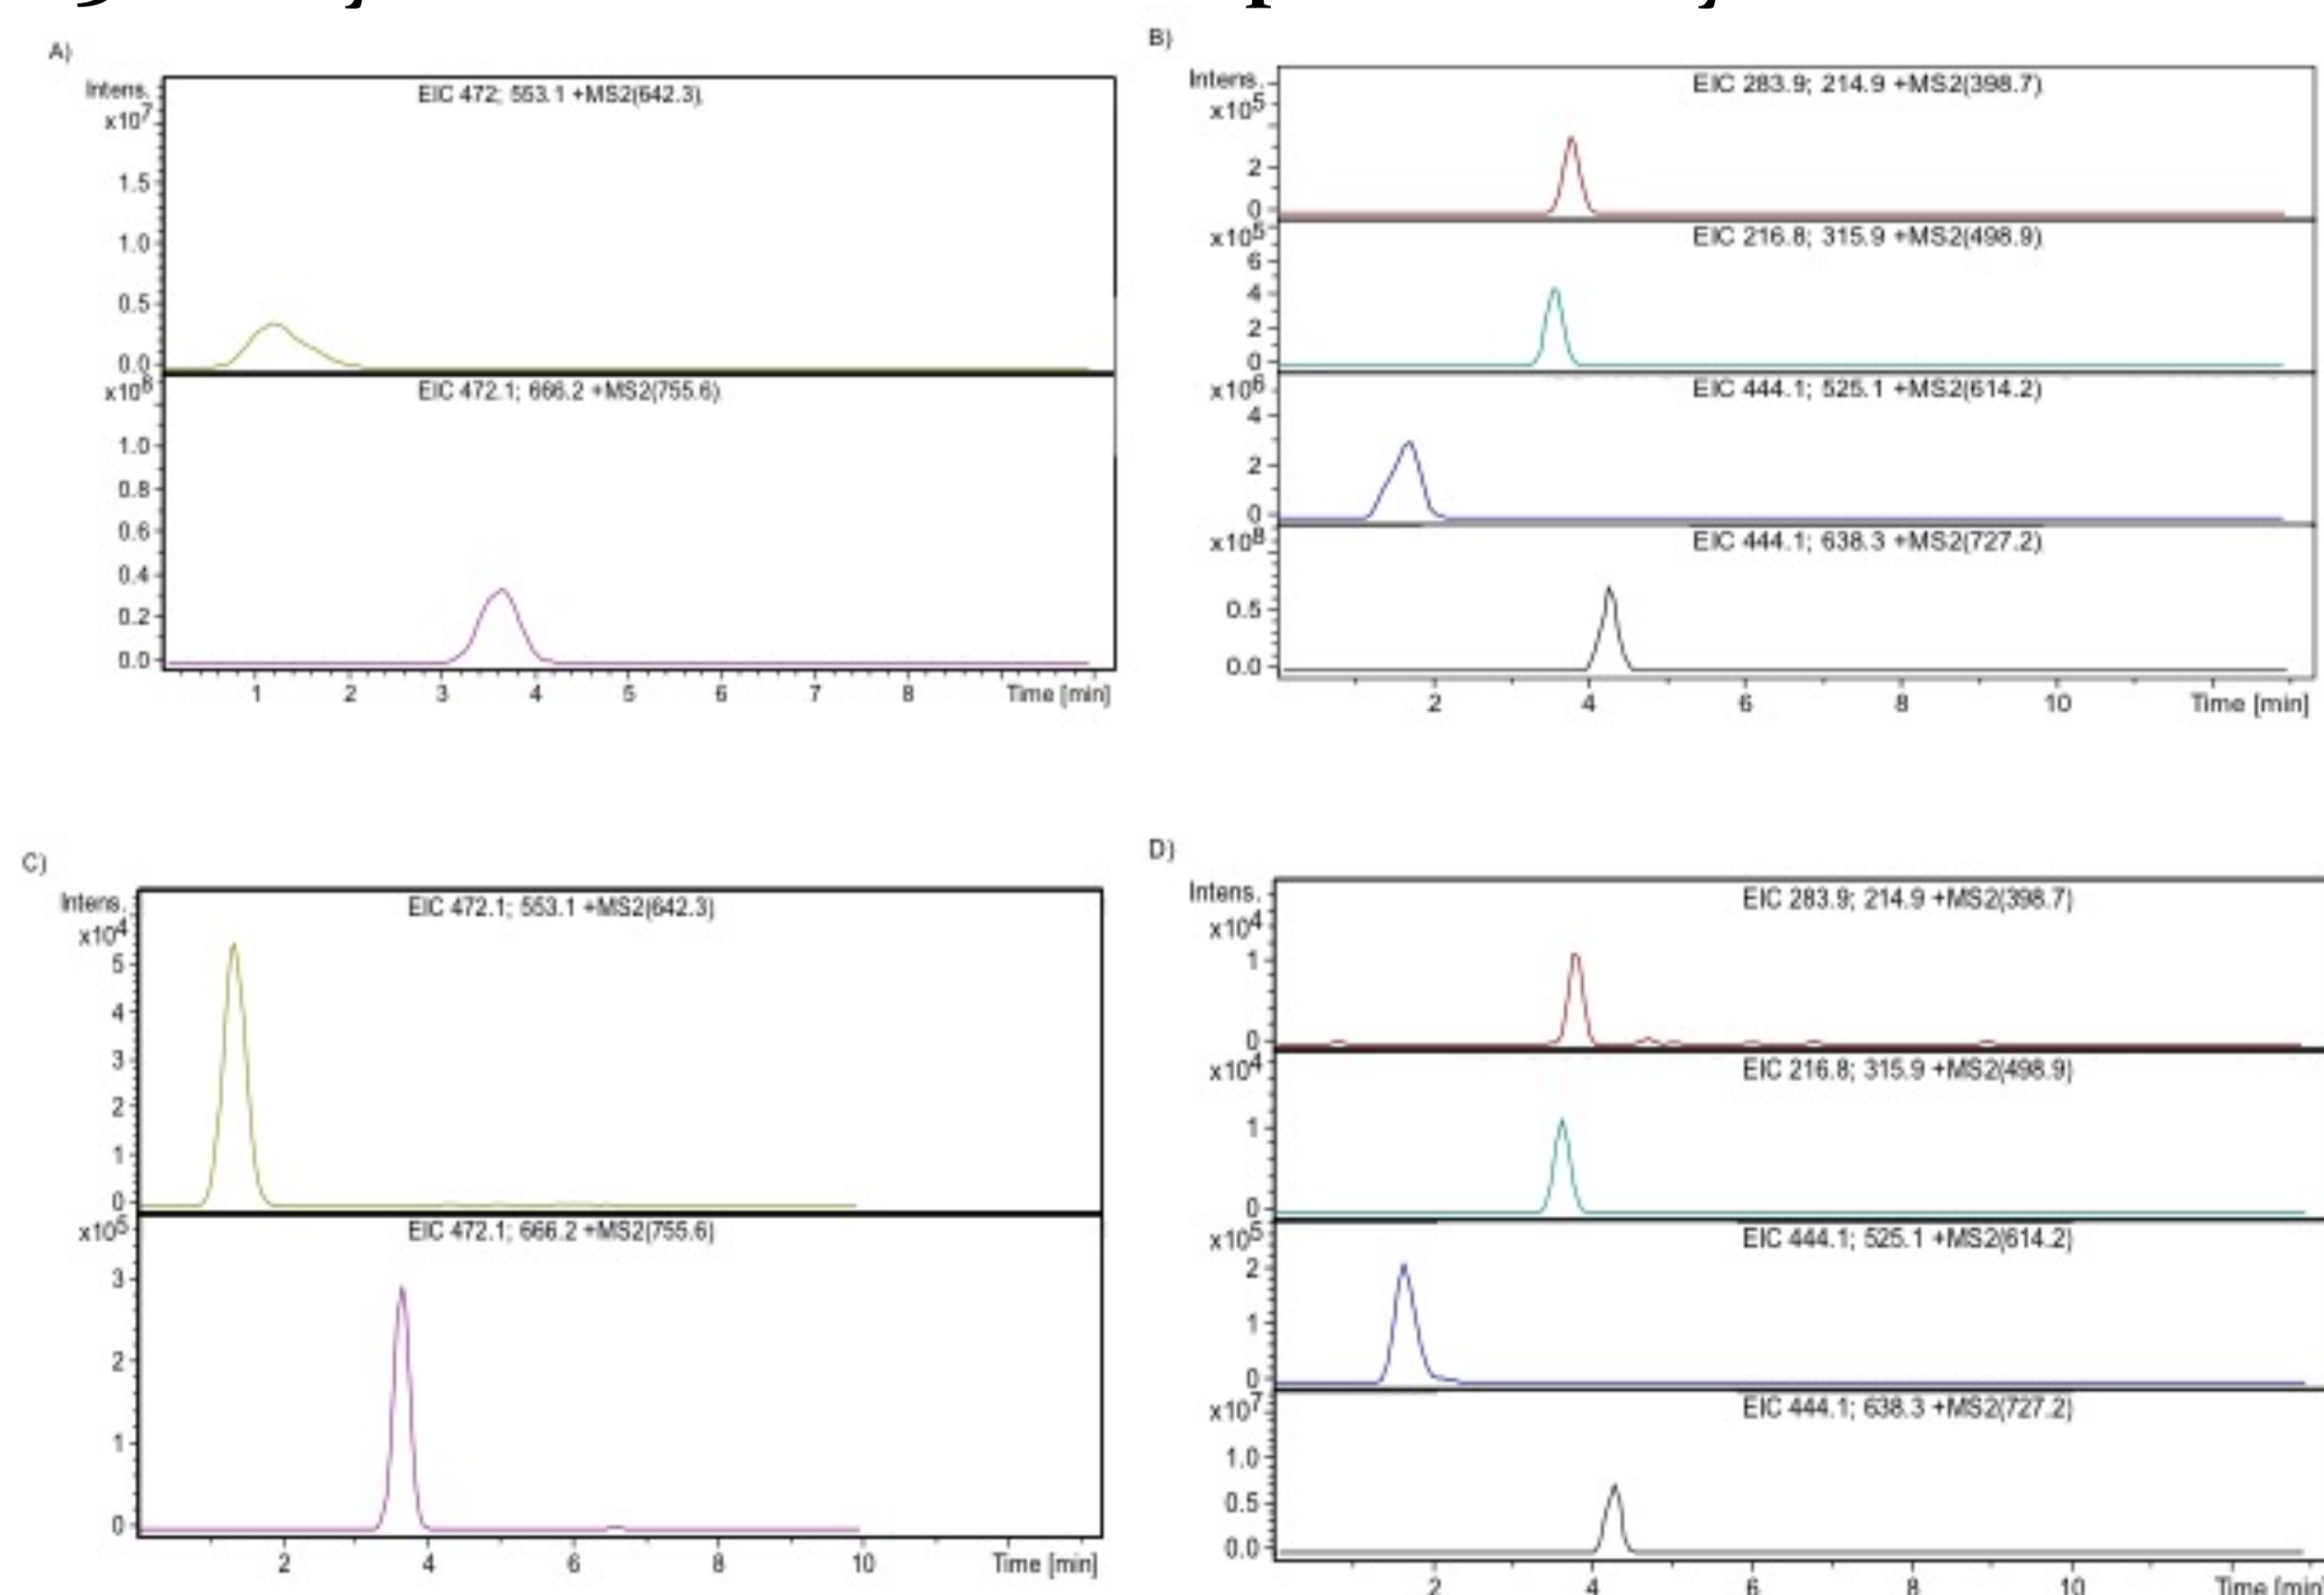 A)
Intens.
x10^7
EIC 472; 553.1 +MS2(642.3)
1.5
1.0
0.5
0.0
EIC 472.1; 666.2 +MS2(755.6)
1.0
0.8
0.6
0.4
0.2
0.0
1 2 3 4 5 6 7 8 Time [min]
B)
Intens.
x10^5
EIC 283.9; 214.9 +MS2(398.7)
2
0
x10^5
EIC 216.8; 315.9 +MS2(498.9)
6
4
2
0
x10^6
EIC 444.1; 525.1 +MS2(614.2)
4
2
0
x10^8
EIC 444.1; 638.3 +MS2(727.2)
0.5
0.0
2 4 6 8 10 Time [min]
C)
Intens.
x10^4
EIC 472.1; 553.1 +MS2(642.3)
5
4
3
2
1
0
x10^5
EIC 472.1; 666.2 +MS2(755.6)
3
2
1
0
2 4 6 8 10 Time [min]
D)
Intens.
x10^4
EIC 283.9; 214.9 +MS2(398.7)
1
0
x10^4
EIC 216.8; 315.9 +MS2(498.9)
1
0
x10^5
EIC 444.1; 525.1 +MS2(614.2)
2
1
0
x10^7
EIC 444.1; 638.3 +MS2(727.2)
1.0
0.5
0.0
2 4 6 8 10 Time [min]